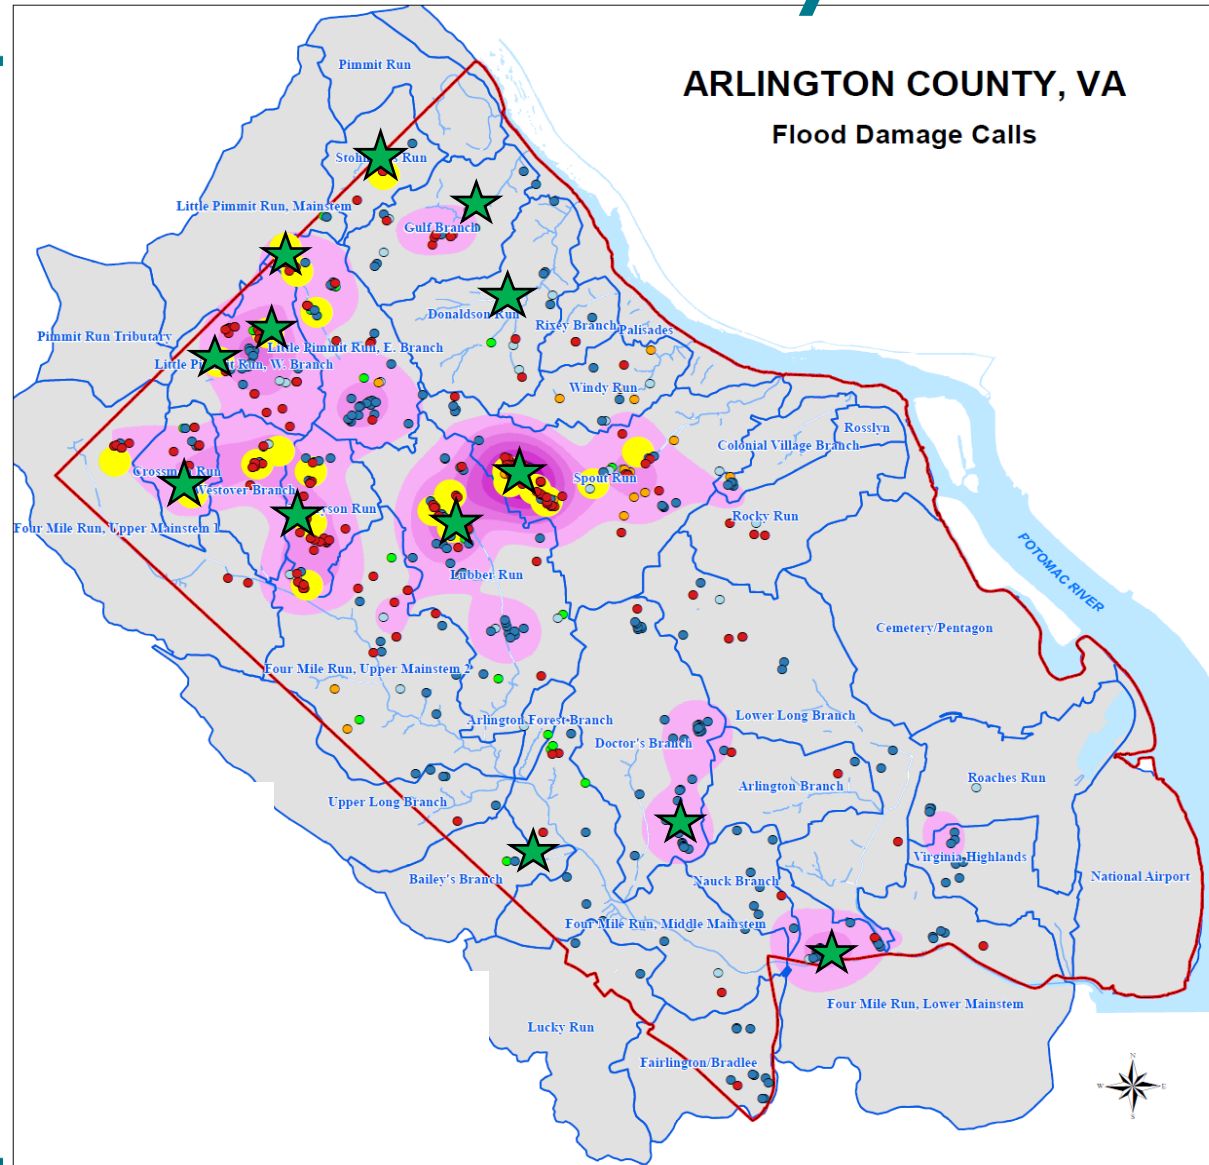 ARLINGTON COUNTY, VA
Flood Damage Calls
Pimmit Run
Run
Little Pimmit Run, Mainstem
Gulf Branch
Pimmit Run Tributary
Donaldson Run
Rixey Branch
Palisades
Little Pimmit Run, E. Branch
Run, W. Branch
Windy Run
Rosslyn
Colonial Village Branch
Run
Spout Run
Westover Branch
Run
Four Mile Run, Upper Mainstem 1
Rocky Run
POTOMAC RIVER
Lubber Run
Cemetery/Pentagon
Four Mile Run, Upper Mainstem 2
Arlington Forest Branch
Lower Long Branch
Doctor's Branch
Roaches Run
Arlington Branch
Upper Long Branch
Virginia Highlands
National Airport
Bailey's Branch
Nauck Branch
Four Mile Run, Middle Mainstem
Four Mile Run, Lower Mainstem
Lucky Run
Fairlington/Bradlee
N
W
E
S